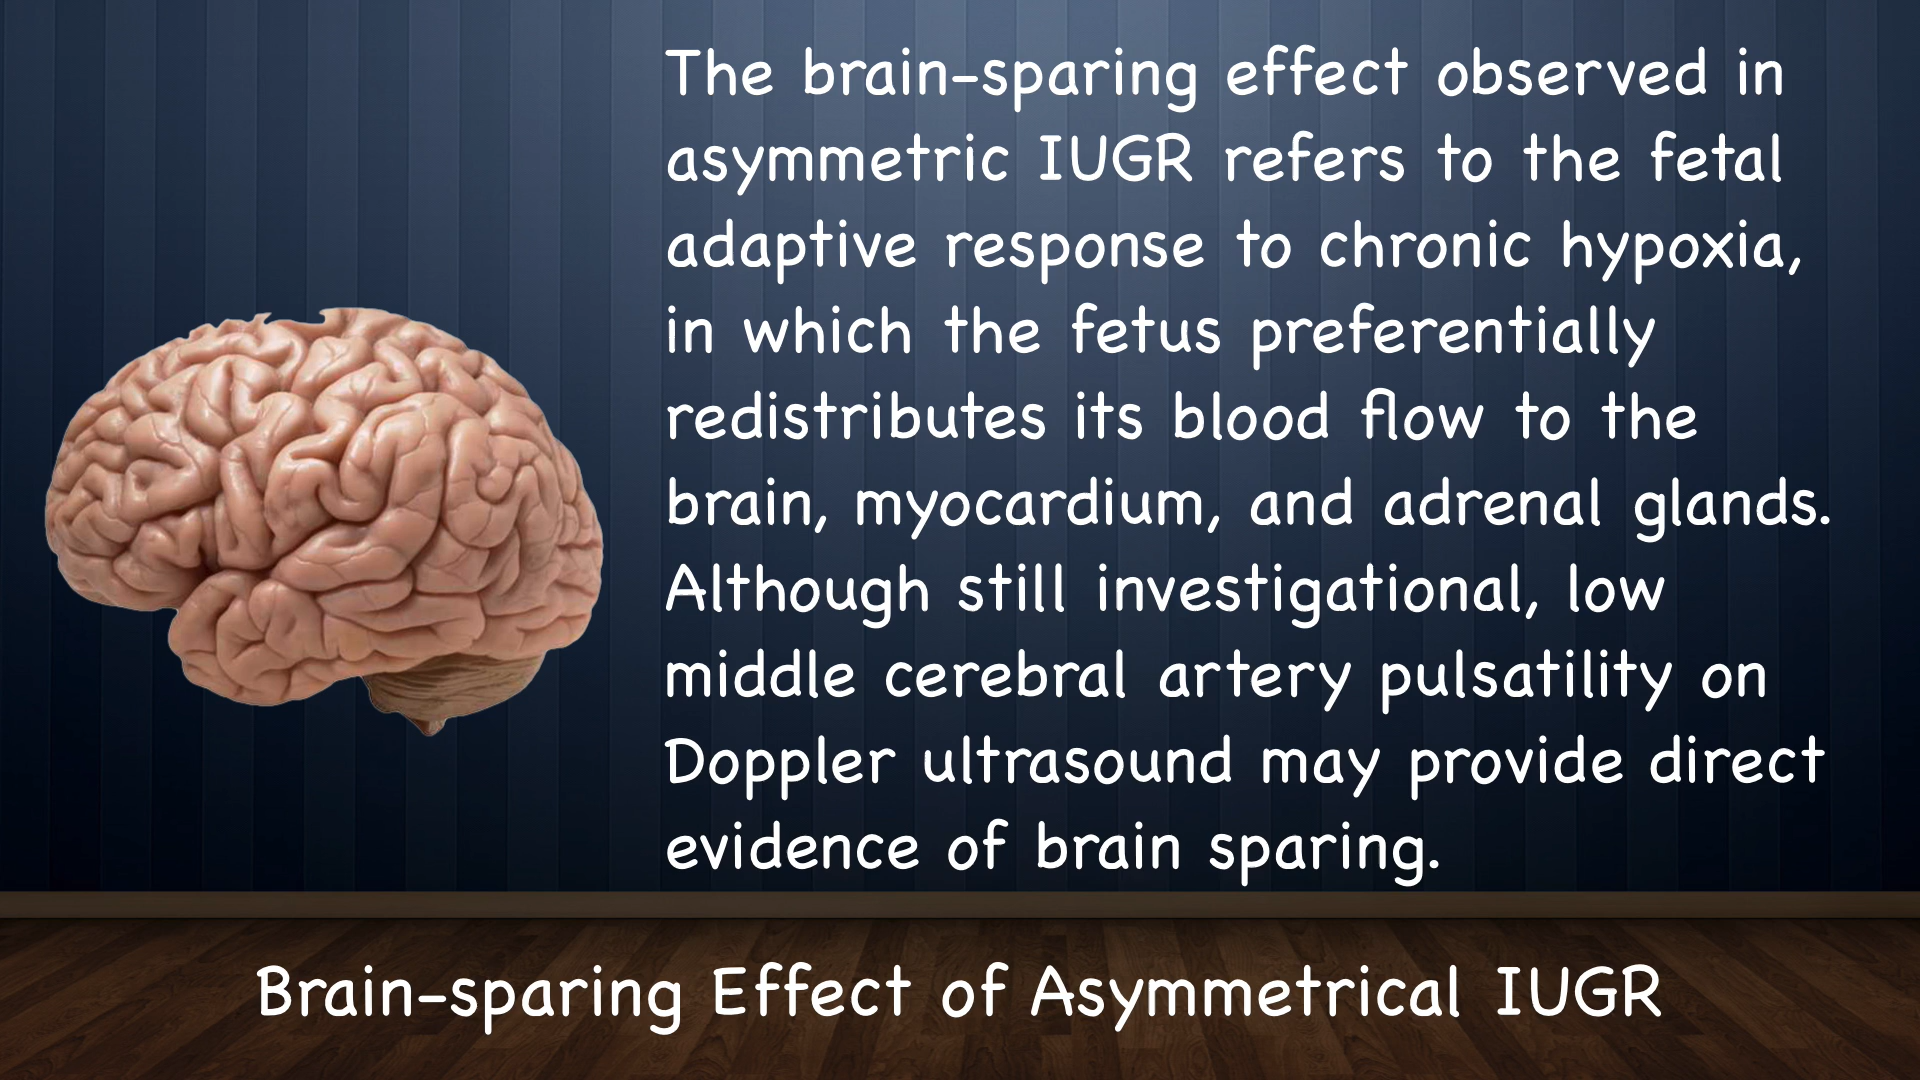 The brain-sparing effect observed in
asymmetric IUGR refers to the fetal
adaptive response to chronic hypoxia,
in which the fetus preferentially
redistributes its blood flow to the
brain, myocardium, and adrenal glands.
Although still investigational, low
middle cerebral artery pulsatility on
Doppler ultrasound may provide direct
evidence of brain sparing.
Brain-sparing Effect of Asymmetrical IUGR